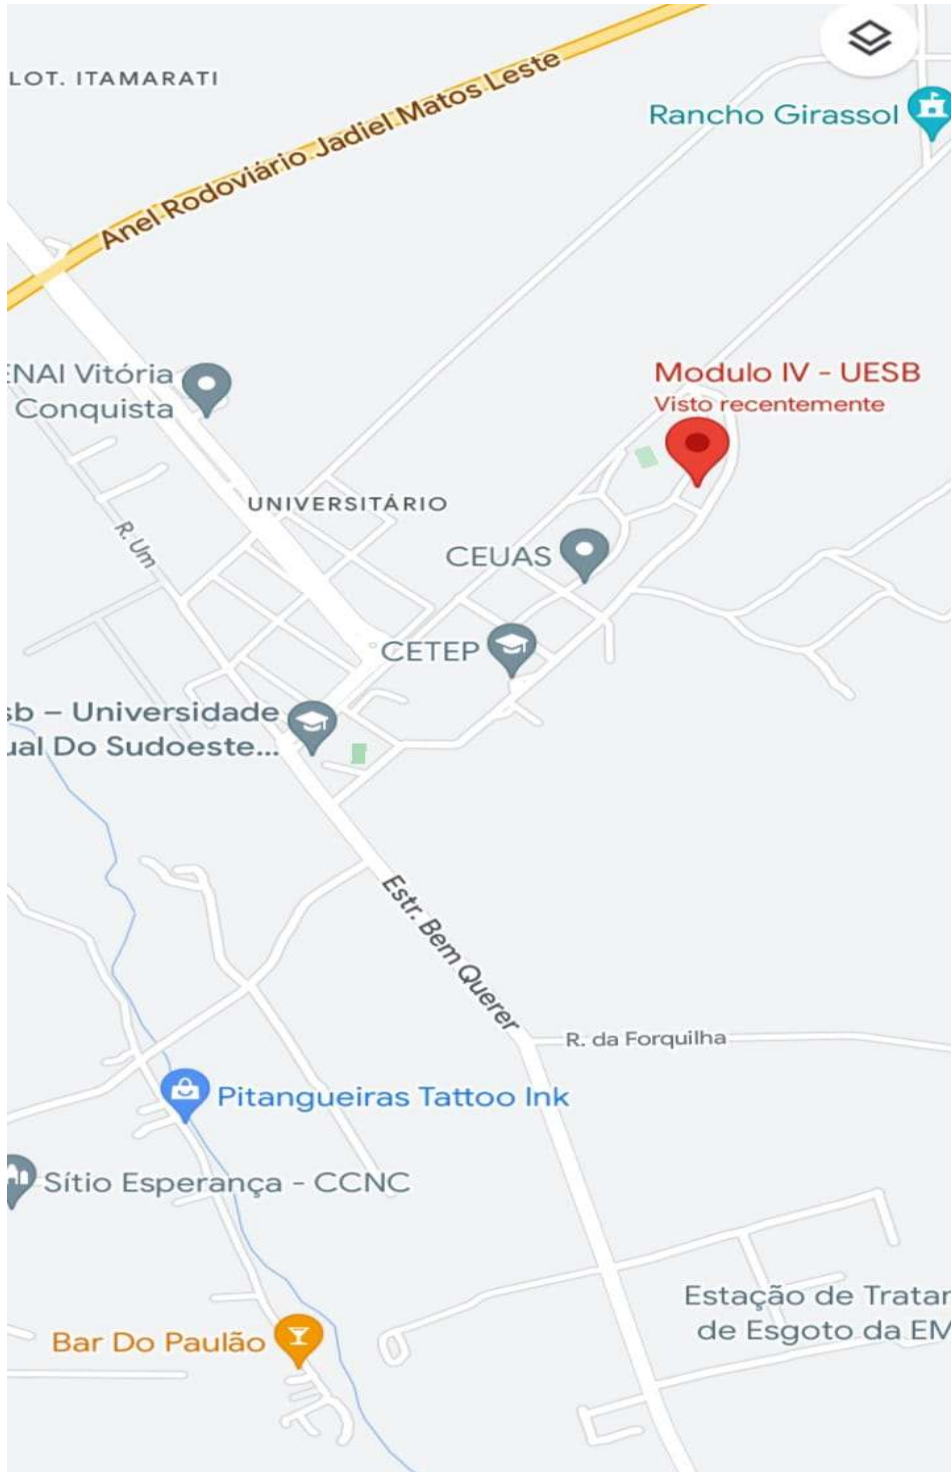 LOT. ITAMARATI
Anel Rodoviário Jadiel Matos Leste
Rancho Girassol
ENAI Vitória
Conquista
Modulo IV - UESB
Visto recentemente
UNIVERSITÁRIO
R. Um
CEUAS
CETEP
sb – Universidade
ual Do Sudoeste...
Estr. Bem Querer
R. da Forquilha
Pitangueiras Tattoo Ink
Sítio Esperança - CCNC
Estação de Tratar
de Esgoto da EM
Bar Do Paulão